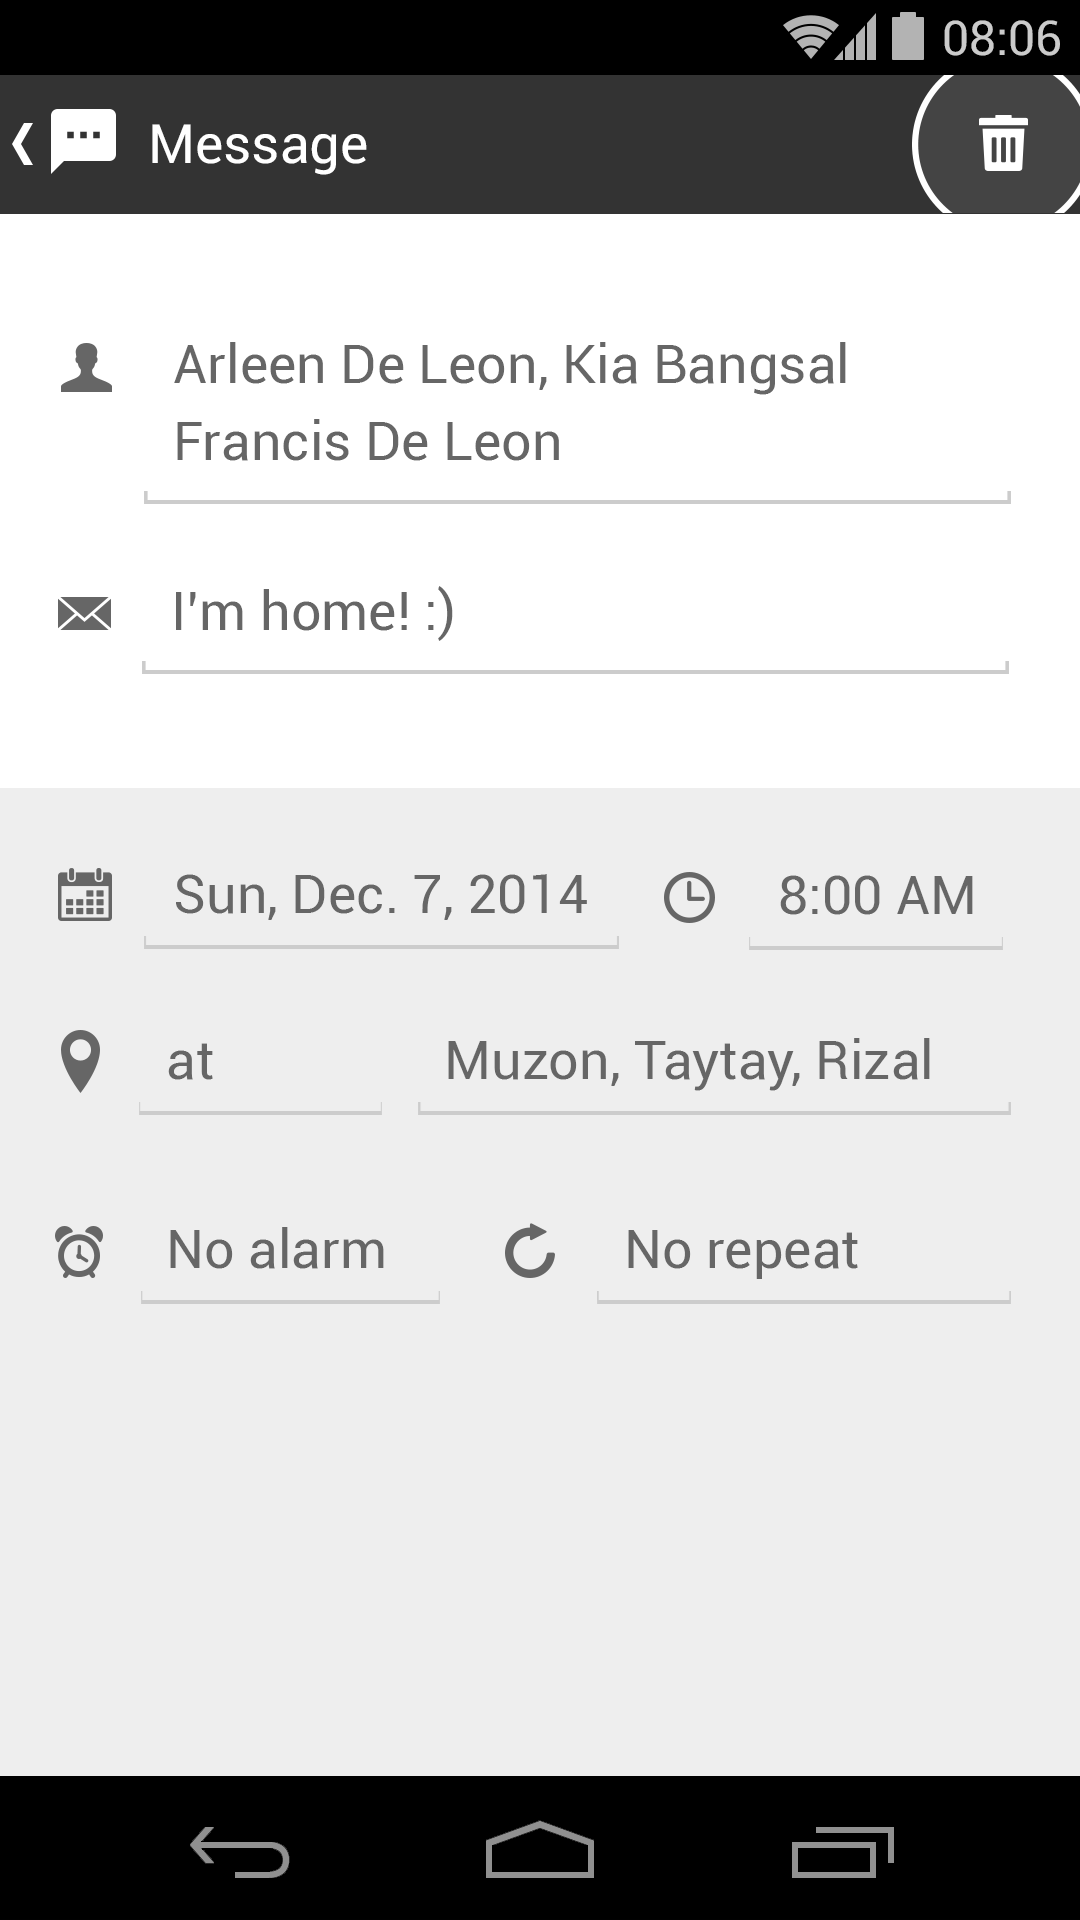 08:06
Message
Arleen De Leon, Kia Bangsal
Francis De Leon
I'm home! :)
Sun, Dec. 7, 2014 8:00 AM
at Muzon, Taytay, Rizal
No alarm No repeat